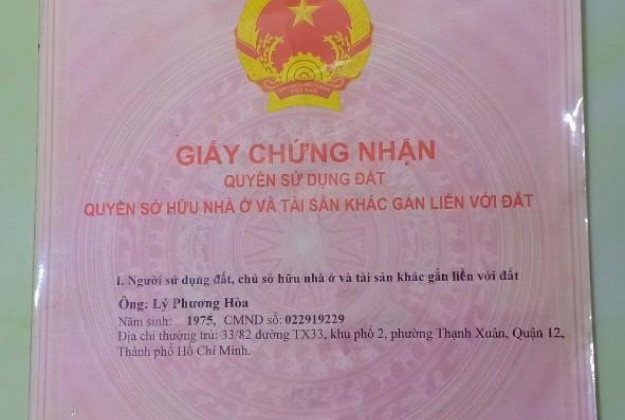 GIẤY CHỨNG NHẬN
QUYỀN SỬ DỤNG ĐẤT
QUYỀN SỞ HỮU NHÀ Ở VÀ TÀI SẢN KHÁC GẮN LIỀN VỚI ĐẤT
I. Người sử dụng đất, chủ sở hữu nhà ở và tài sản khác gắn liền với đất
Ông: Lý Phương Hòa
Năm sinh: 1975, CMND số: 022919229
Địa chỉ thường trú: 33/82 đường TX33, khu phố 2, phường Thạnh Xuân, Quận 12,
Thành phố Hồ Chí Minh.